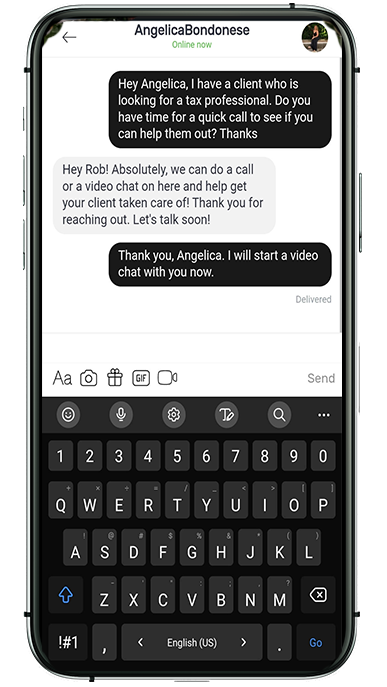 AngelicaBondonese
Online now
Hey Angelica, I have a client who is
looking for a tax professional. Do you
have time for a quick call to see if you
can help them out? Thanks
Hey Rob! Absolutely, we can do a call
or a video chat on here and help get
your client taken care of! Thank you for
reaching out. Let's talk soon!
Thank you, Angelica. I will start a video
chat with you now.
Delivered
Aa GIF Send
1 2 3 4 5 6 7 8 9 0
Q W E R T Y U I O P
A S D F G H J K L
Z X C V B N M
!#1 , < English (US) > . Go